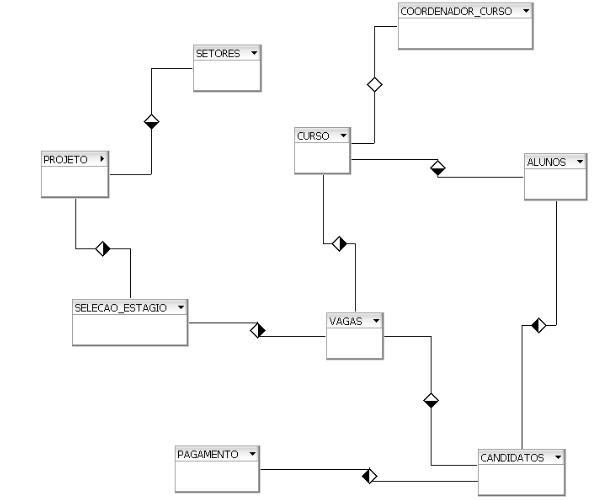 COORDENADOR_CURSO
SETORES
CURSO
PROJETO
ALUNOS
SELECAO_ESTAGIO
VAGAS
PAGAMENTO
CANDIDATOS